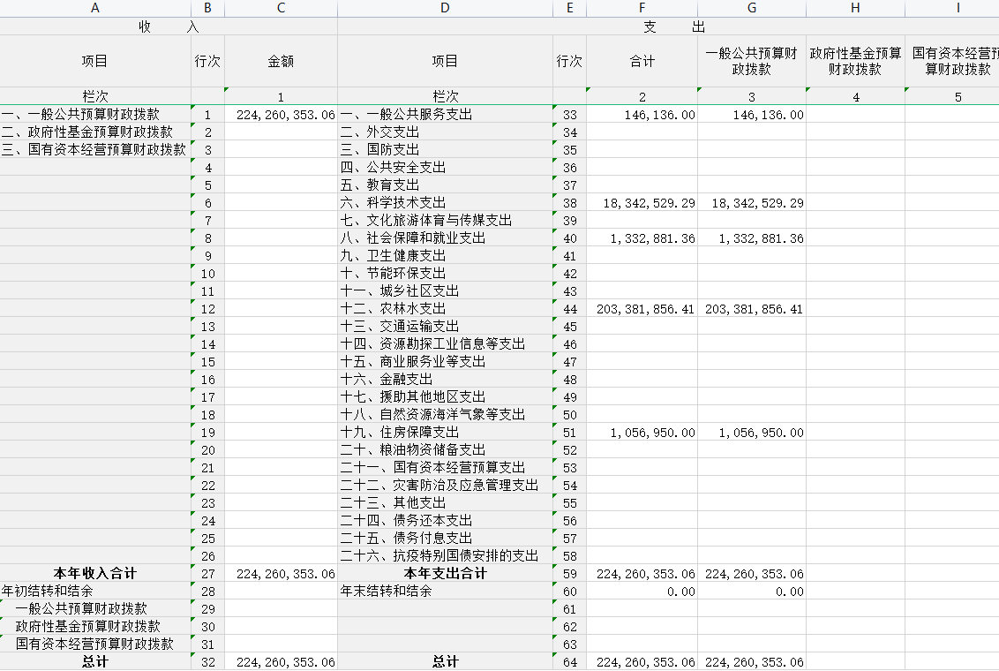 A B C D E F G H I
收 入 支 出
项目 行次 金额 项目 行次 合计 一般公共预算财政拨款 政府性基金预算财政拨款 国有资本经营预算财政拨款
栏次 1 栏次 2 3 4 5
一、一般公共预算财政拨款 1 224,260,353.06 一、一般公共服务支出 33 146,136.00 146,136.00
二、政府性基金预算财政拨款 2 二、外交支出 34
三、国有资本经营预算财政拨款 3 三、国防支出 35
4 四、公共安全支出 36
5 五、教育支出 37
6 六、科学技术支出 38 18,342,529.29 18,342,529.29
7 七、文化旅游体育与传媒支出 39
8 八、社会保障和就业支出 40 1,332,881.36 1,332,881.36
9 九、卫生健康支出 41
10 十、节能环保支出 42
11 十一、城乡社区支出 43
12 十二、农林水支出 44 203,381,856.41 203,381,856.41
13 十三、交通运输支出 45
14 十四、资源勘探工业信息等支出 46
15 十五、商业服务业等支出 47
16 十六、金融支出 48
17 十七、援助其他地区支出 49
18 十八、自然资源海洋气象等支出 50
19 十九、住房保障支出 51 1,056,950.00 1,056,950.00
20 二十、粮油物资储备支出 52
21 二十一、国有资本经营预算支出 53
22 二十二、灾害防治及应急管理支出 54
23 二十三、其他支出 55
24 二十四、债务还本支出 56
25 二十五、债务付息支出 57
26 二十六、抗疫特别国债安排的支出 58
本年收入合计 27 224,260,353.06 本年支出合计 59 224,260,353.06 224,260,353.06
年初结转和结余 28 年末结转和结余 60 0.00 0.00
一般公共预算财政拨款 29 61
政府性基金预算财政拨款 30 62
国有资本经营预算财政拨款 31 63
总计 32 224,260,353.06 总计 64 224,260,353.06 224,260,353.06